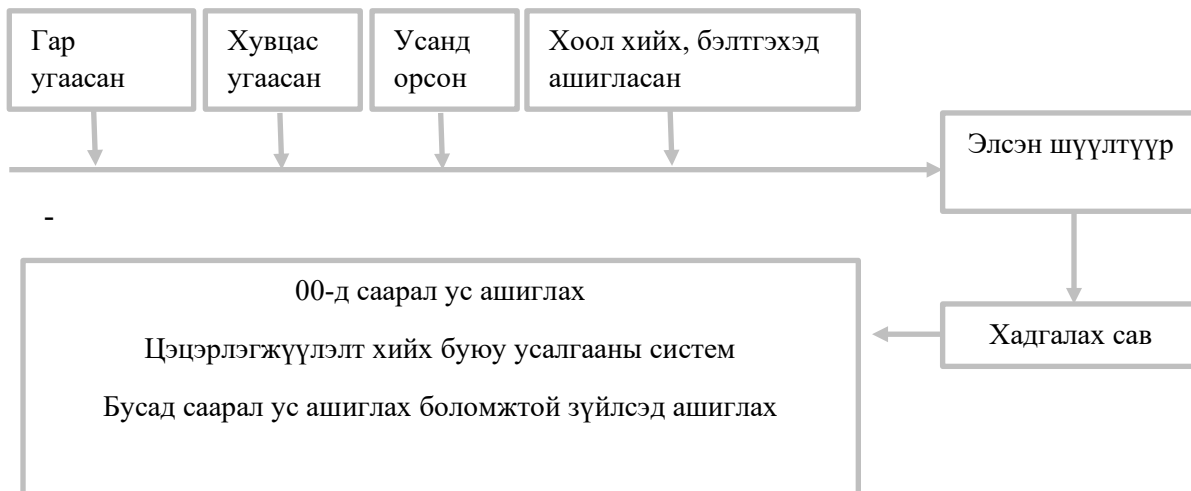 Гар
угаасан
Хувцас
угаасан
Усанд
орсон
Хоол хийх, бэлтгэхэд
ашигласан
Элсэн шүүлтүүр
-
00-д саарал ус ашиглах
Цэцэрлэгжүүлэлт хийх буюу усалгааны систем
Бусад саарал ус ашиглах боломжтой зүйлсэд ашиглах
Хадгалах сав